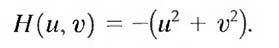 H(u, v) = −(u² + v²).